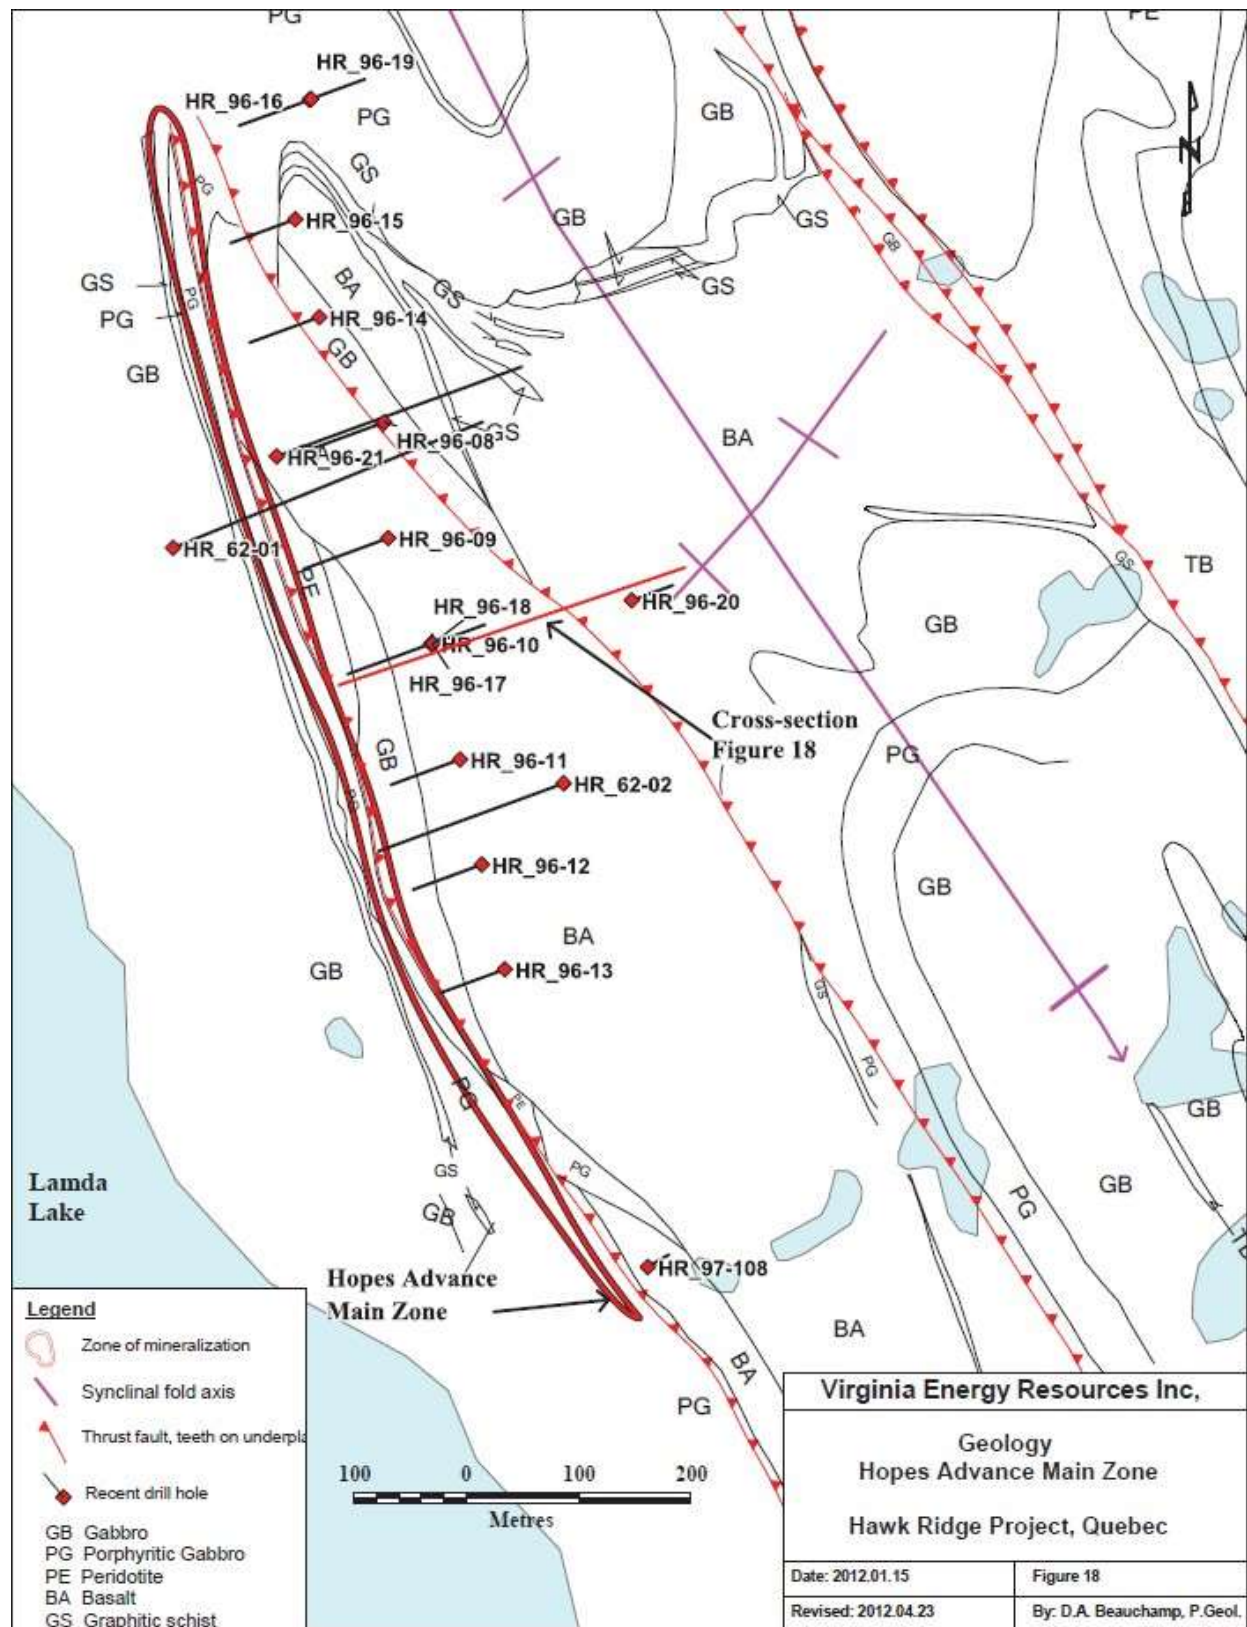 PG
PE
HR_96-19
HR_96-16
PG
GB
GS
PG
N
GB
GS
HR_96-15
GB
GS
PG
GS
BA
GS
PG
HR_96-14
GB
GB
BA
GS
HR_96-08
HR_96-21
HR_62-01
HR_96-09
GS
TB
PE
HR_96-18
HR_96-20
GB
HR_96-10
HR_96-17
Cross-section
Figure 18
GB
PG
HR_96-11
HR_62-02
PG
HR_96-12
GB
BA
GB
HR_96-13
GS
PG
PG
PE
GB
GS
PG
GB
Lamda
Lake
GB
PG
TB
HR_97-108
Hopes Advance
Main Zone
BA
BA
PG
Legend
Zone of mineralization
Synclinal fold axis
Thrust fault, teeth on underpla
Recent drill hole
GB Gabbro
PG Porphyritic Gabbro
PE Peridotite
BA Basalt
GS Graphitic schist
100 0 100 200
Metres
Virginia Energy Resources Inc,
Geology
Hopes Advance Main Zone
Hawk Ridge Project, Quebec
Date: 2012.01.15
Figure 18
Revised: 2012.04.23
By: D.A. Beauchamp, P.Geol.